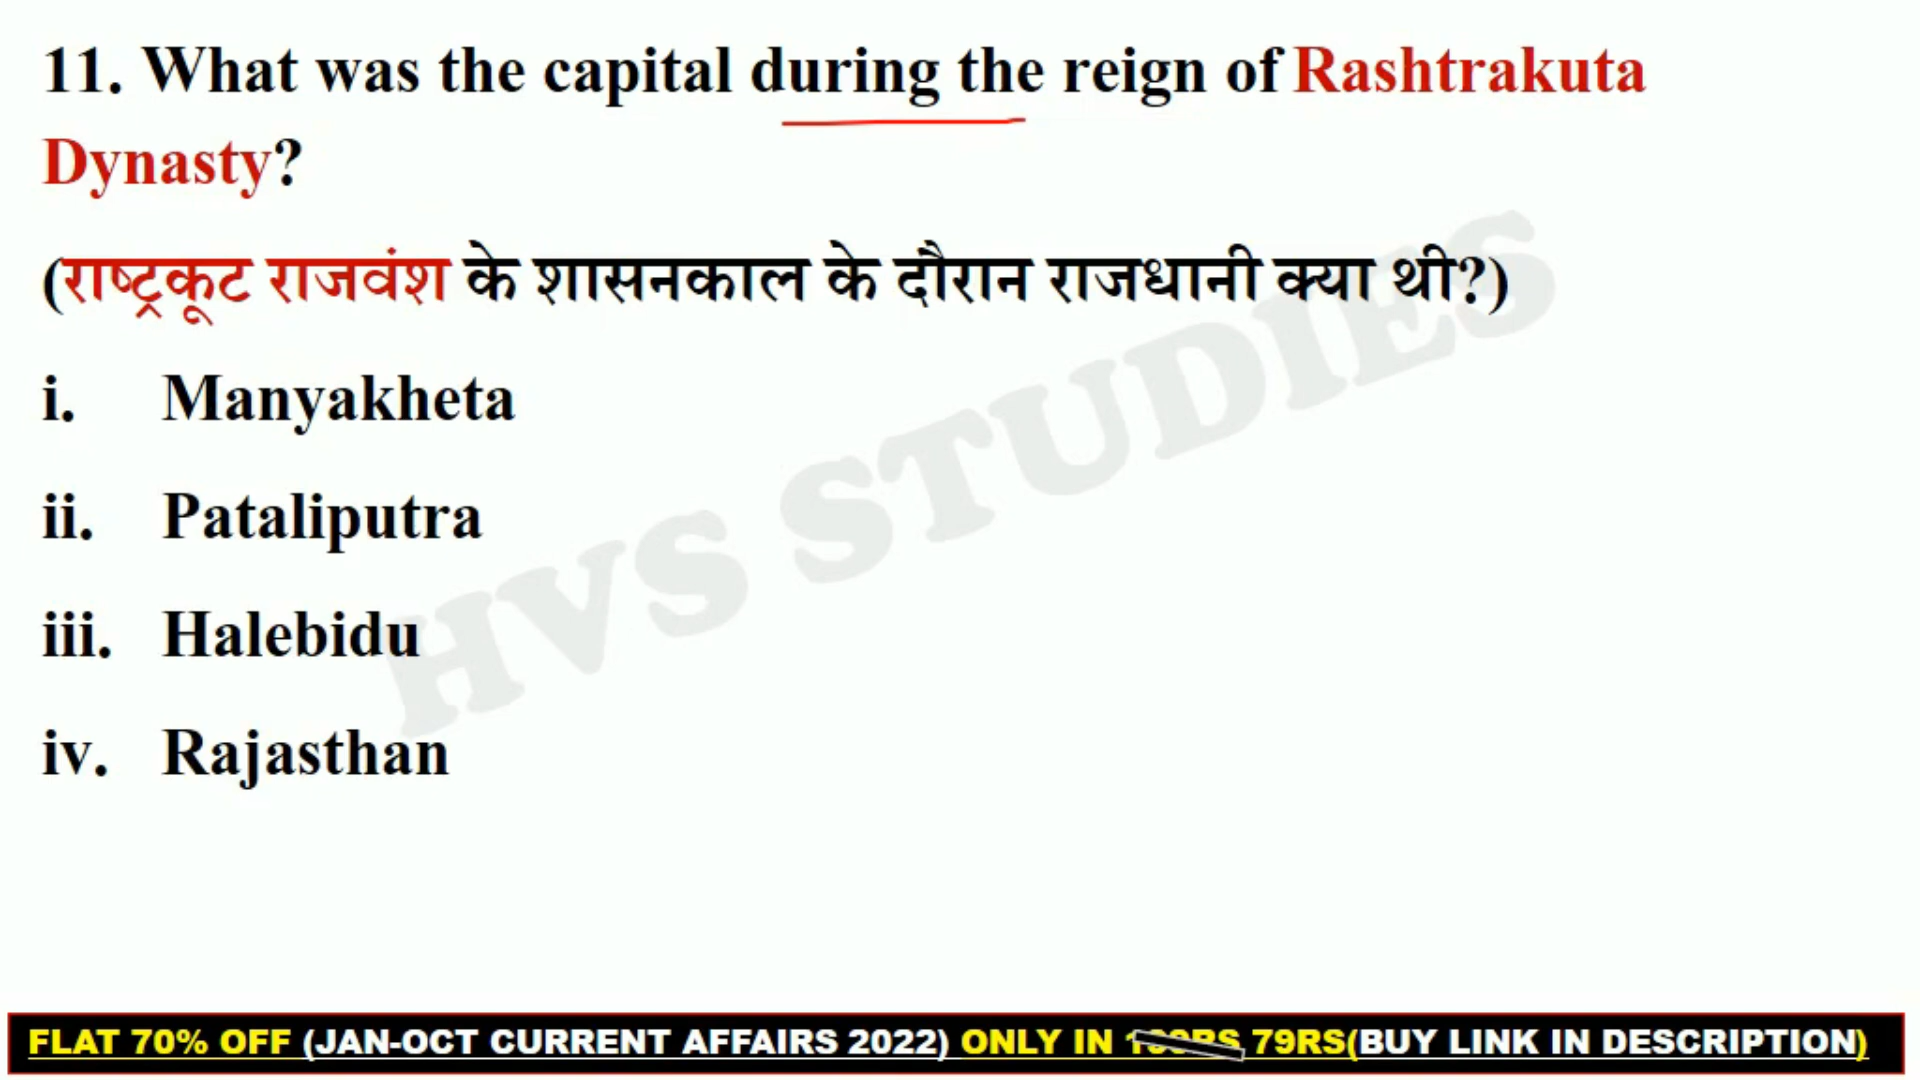 11. What was the capital during the reign of Rashtrakuta
Dynasty?
(राष्ट्रकूट राजवंश के शासनकाल के दौरान राजधानी क्या थी?)
i. Manyakheta
ii. Pataliputra
iii. Halebidu
iv. Rajasthan
HVS STUDIES
FLAT 70% OFF (JAN-OCT CURRENT AFFAIRS 2022) ONLY IN 79RS(BUY LINK IN DESCRIPTION)